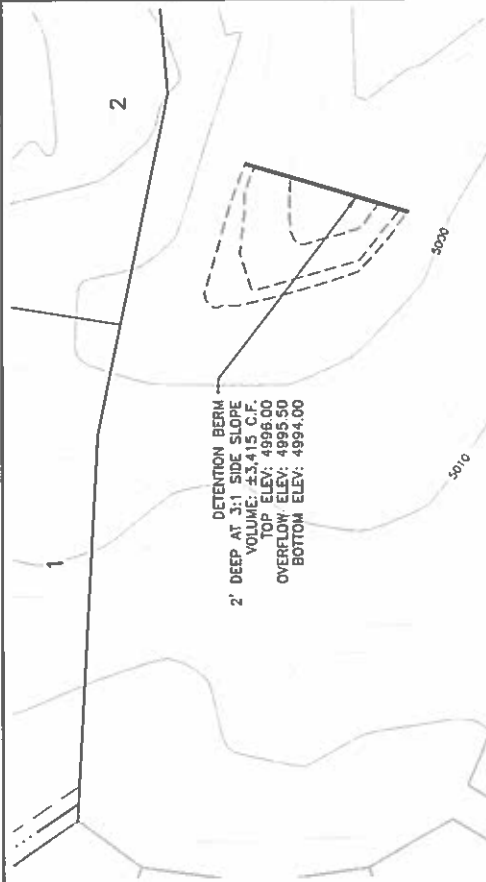 2
1
DETENTION BERM
2' DEEP AT 3:1 SIDE SLOPE
VOLUME: ±3,415 C.F.
TOP ELEV: 4996.00
OVERFLOW ELEV: 4995.50
BOTTOM ELEV: 4994.00
5000
5010